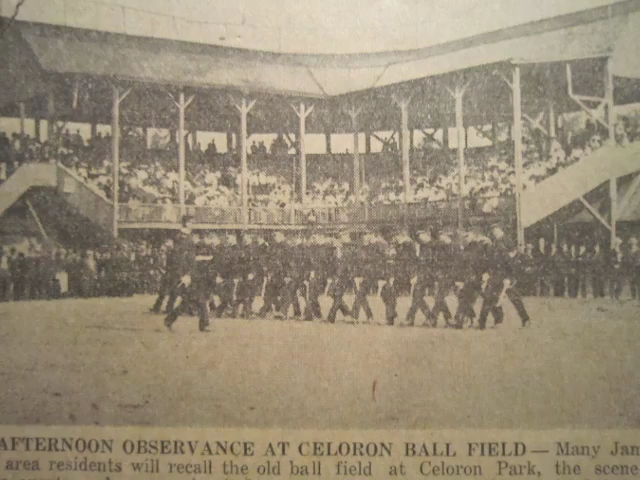 AFTERNOON OBSERVANCE AT CELORON BALL FIELD — Many Jam
area residents will recall the old ball field at Celoron Park, the scene